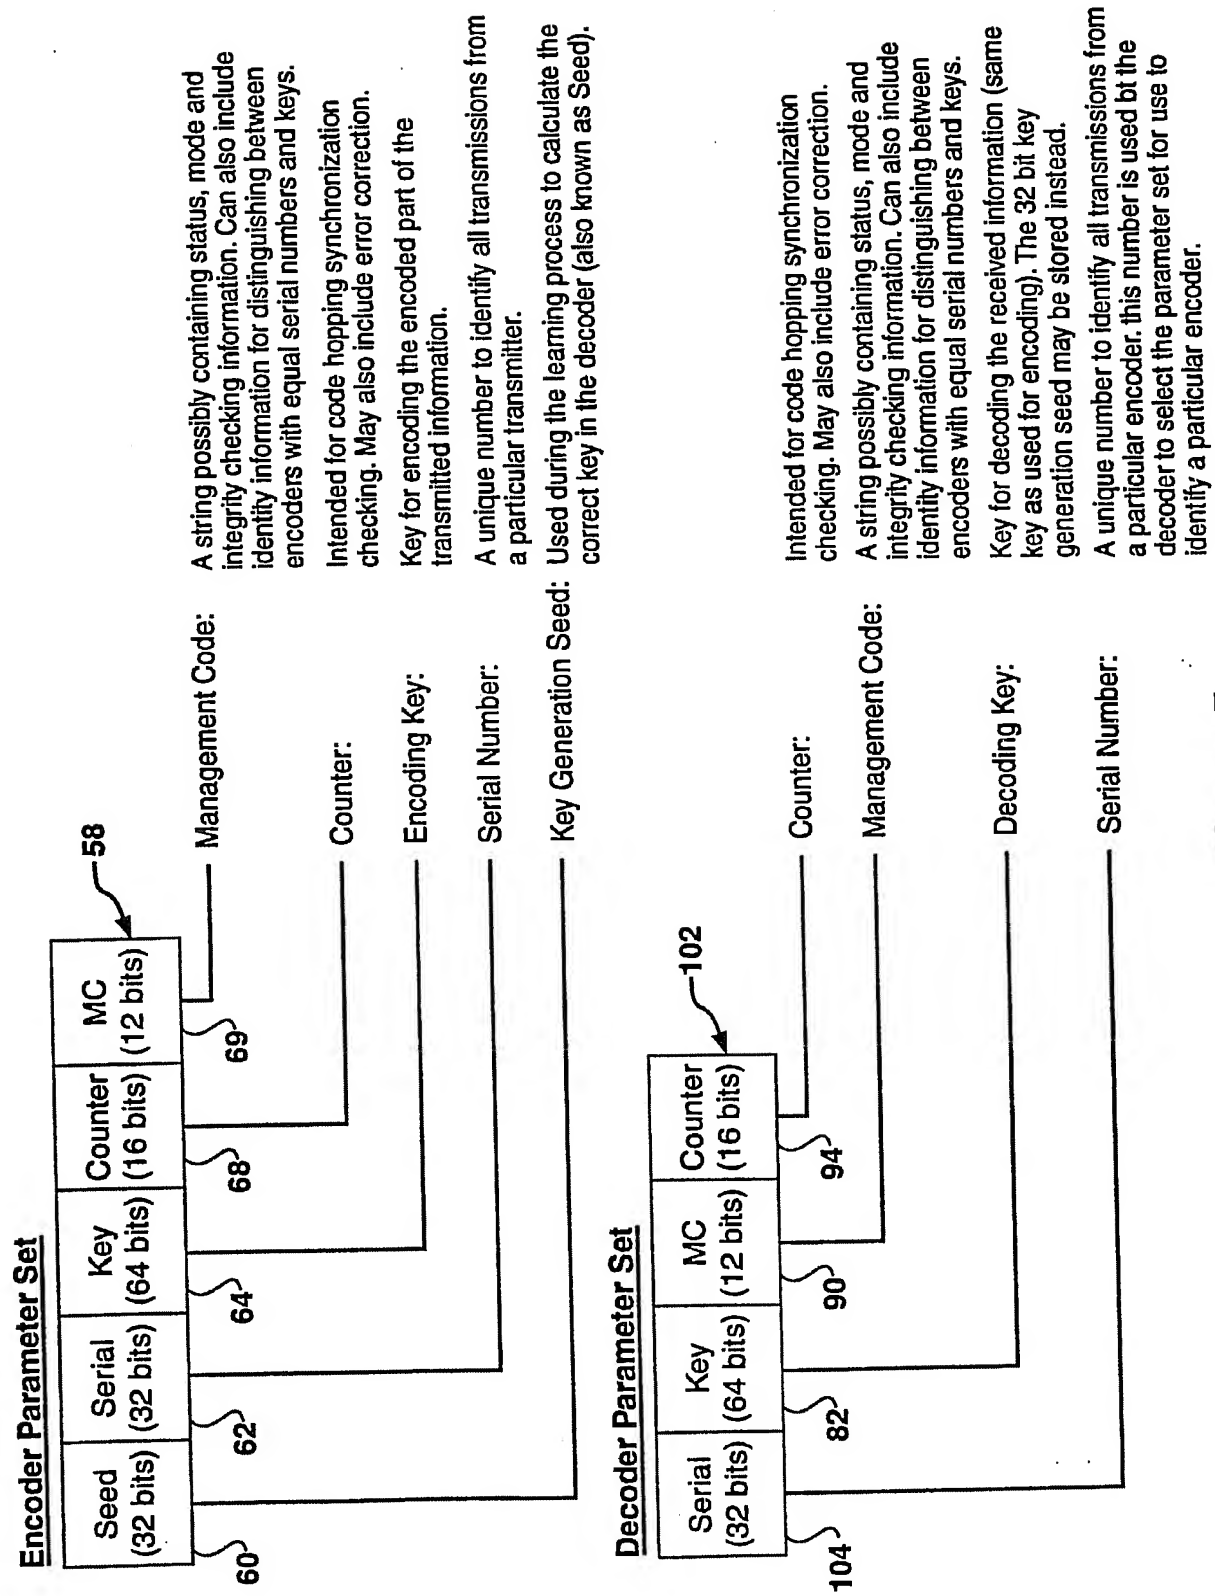 Encoder Parameter Set
Seed
(32 bits)
Serial
(32 bits)
Key
(64 bits)
Counter
(16 bits)
MC
(12 bits)
58
60
62
64
68
69
Management Code:
A string possibly containing status, mode and
integrity checking information. Can also include
identity information for distinguishing between
encoders with equal serial numbers and keys.
Counter:
Intended for code hopping synchronization
checking. May also include error correction.
Encoding Key:
Key for encoding the encoded part of the
transmitted information.
Serial Number:
A unique number to identify all transmissions from
a particular transmitter.
Key Generation Seed:
Used during the learning process to calculate the
correct key in the decoder (also known as Seed).
Decoder Parameter Set
Serial
(32 bits)
Key
(64 bits)
MC
(12 bits)
Counter
(16 bits)
102
104
82
90
94
Counter:
Intended for code hopping synchronization
checking. May also include error correction.
Management Code:
A string possibly containing status, mode and
integrity checking information. Can also include
identity information for distinguishing between
encoders with equal serial numbers and keys.
Decoding Key:
Key for decoding the received information (same
key as used for encoding). The 32 bit key
generation seed may be stored instead.
Serial Number:
A unique number to identify all transmissions from
a particular encoder. this number is used bt the
decoder to select the parameter set for use to
identify a particular encoder.